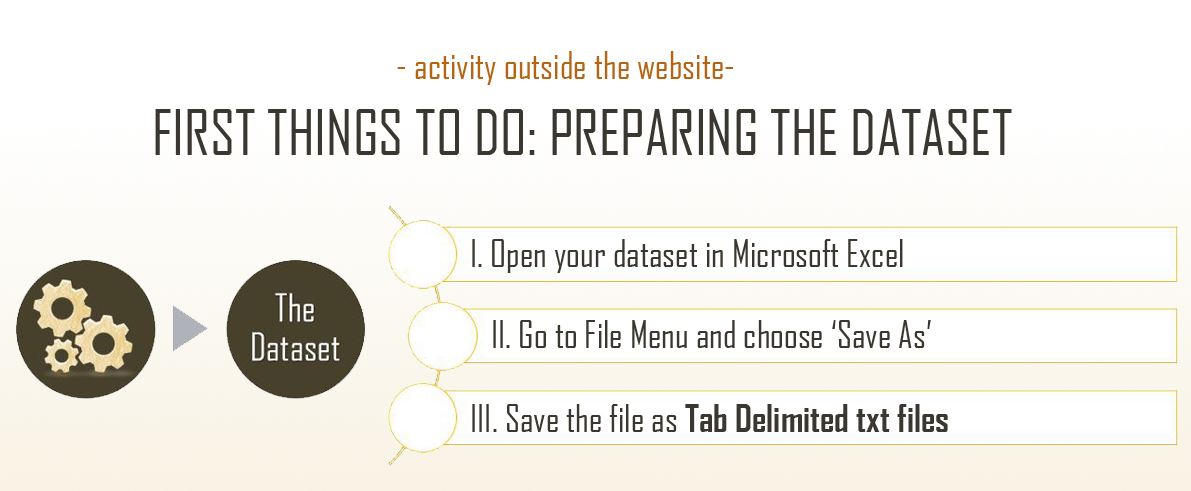 - activity outside the website-
FIRST THINGS TO DO: PREPARING THE DATASET
The
Dataset
I. Open your dataset in Microsoft Excel
II. Go to File Menu and choose ‘Save As’
III. Save the file as Tab Delimited txt files